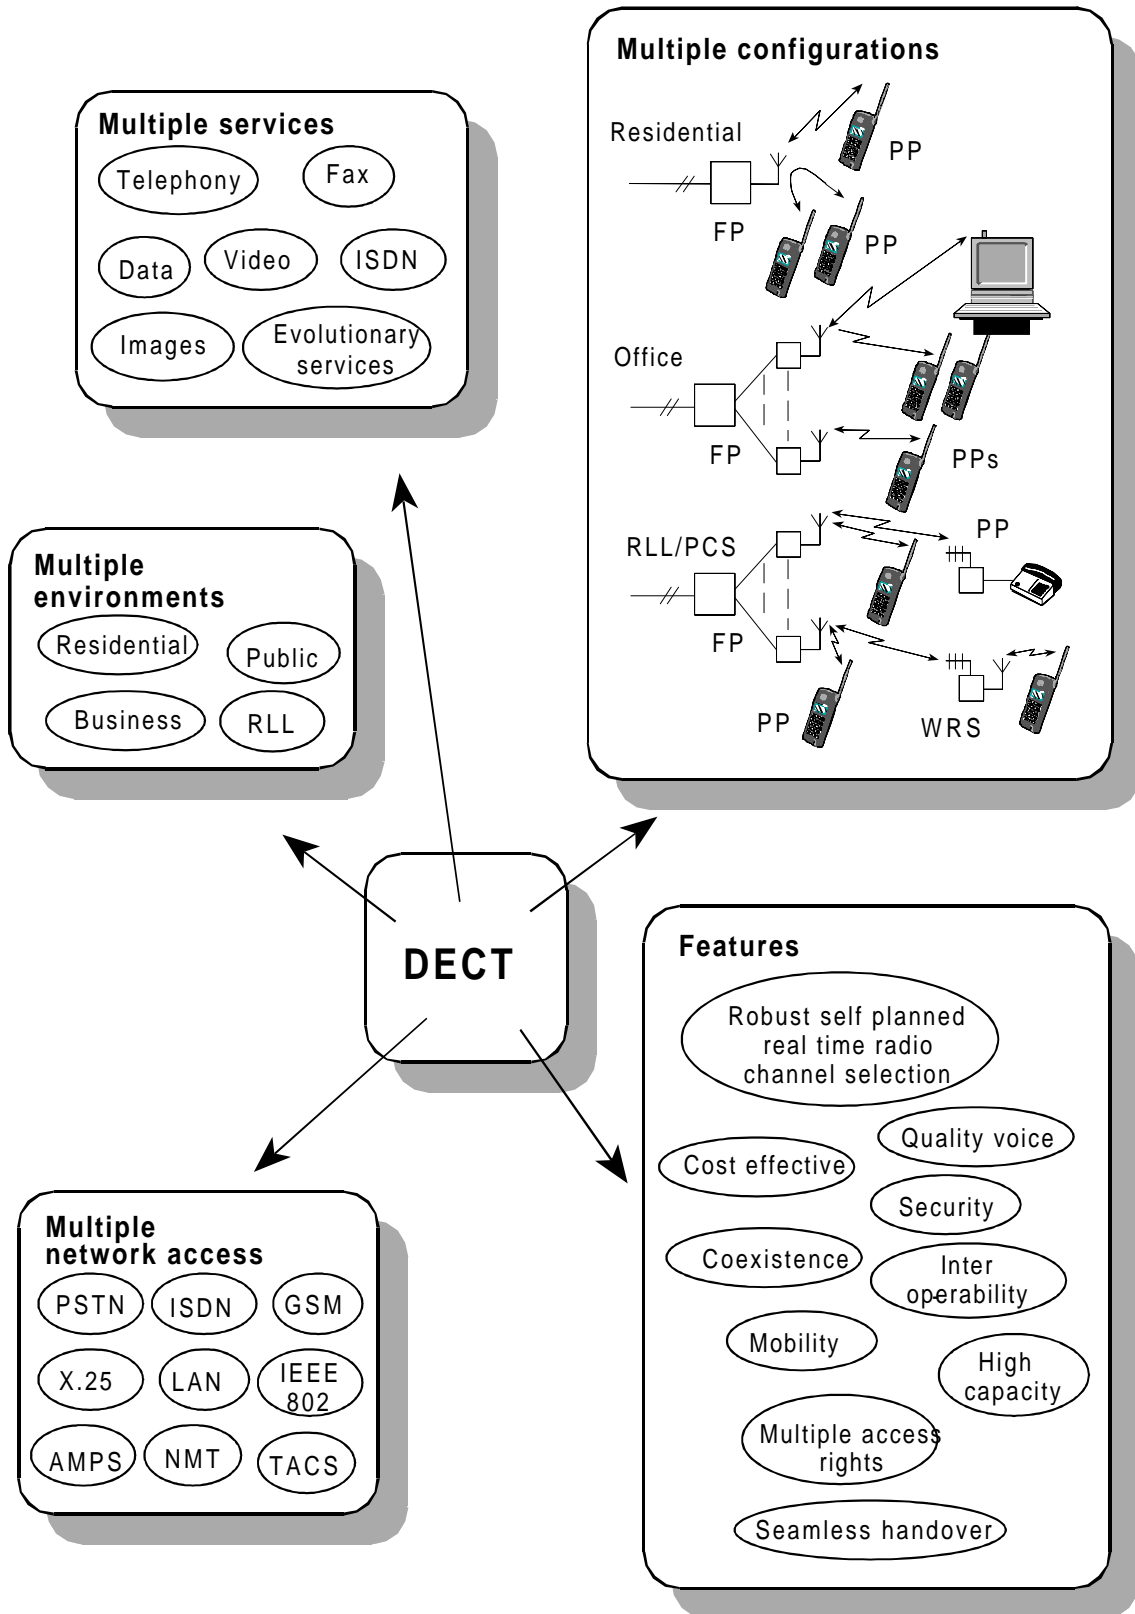 Multiple configurations
Residential
PP
FP
PP
Office
FP
PPs
RLL/PCS
PP
FP
PP
WRS
Multiple services
Telephony
Fax
Data
Video
ISDN
Images
Evolutionary
services
Multiple
environments
Residential
Public
Business
RLL
DECT
Features
Robust self planned
real time radio
channel selection
Quality voice
Cost effective
Security
Coexistence
Inter
operability
-
Mobility
High
capacity
Multiple access
rights
Seamless handover
Multiple
network access
PSTN
ISDN
GSM
X.25
LAN
IEEE
802
AMPS
NMT
TACS